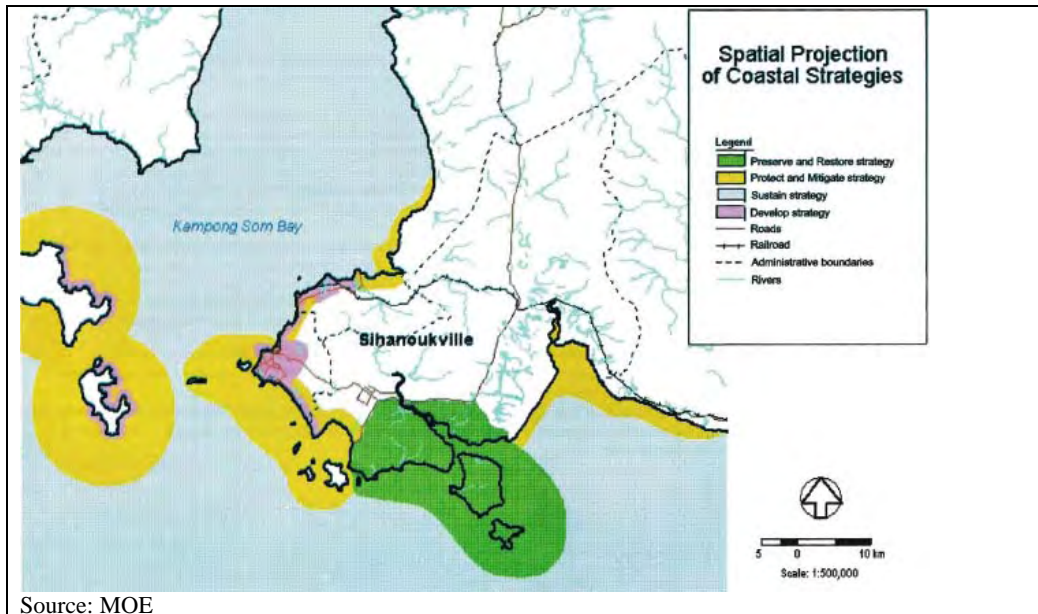 Spatial Projection
of Coastal Strategies
Legend
Preserve and Restore strategy
Protect and Mitigate strategy
Sustain strategy
Develop strategy
Roads
Railroad
Administrative boundaries
Rivers
Kampong Som Bay
Sihanoukville
5 0 10 km
Scale: 1:500,000
Source: MOE